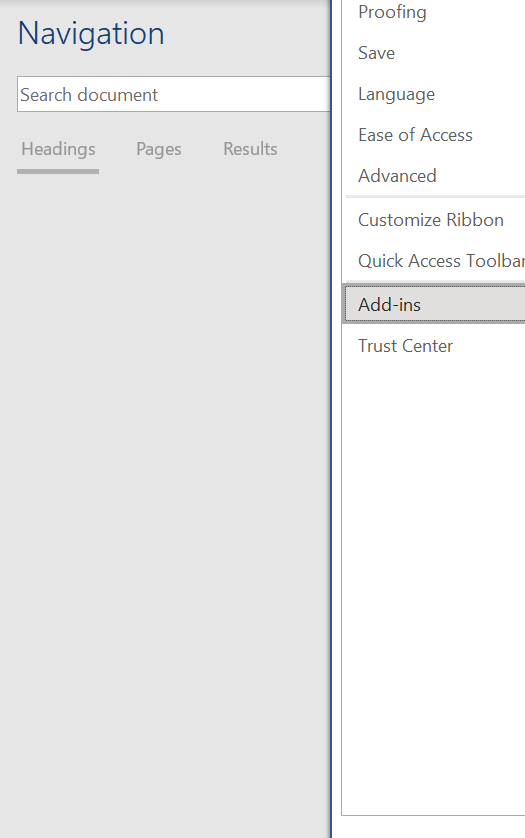 Navigation
Search document
Headings Pages Results
Proofing
Save
Language
Ease of Access
Advanced
Customize Ribbon
Quick Access Toolbar
Add-ins
Trust Center